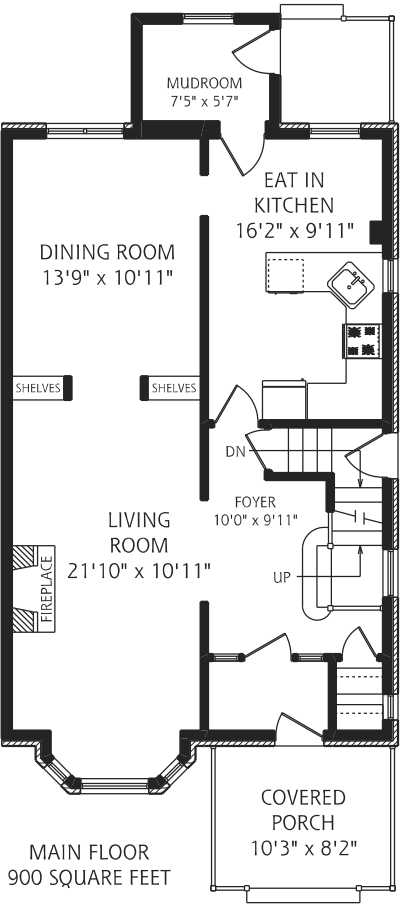 MUDROOM
7'5" x 5'7"
EAT IN
KITCHEN
16'2" x 9'11"
DINING ROOM
13'9" x 10'11"
SHELVES
SHELVES
DN
FOYER
10'0" x 9'11"
LIVING
ROOM
21'10" x 10'11"
FIREPLACE
UP
COVERED
PORCH
10'3" x 8'2"
MAIN FLOOR
900 SQUARE FEET